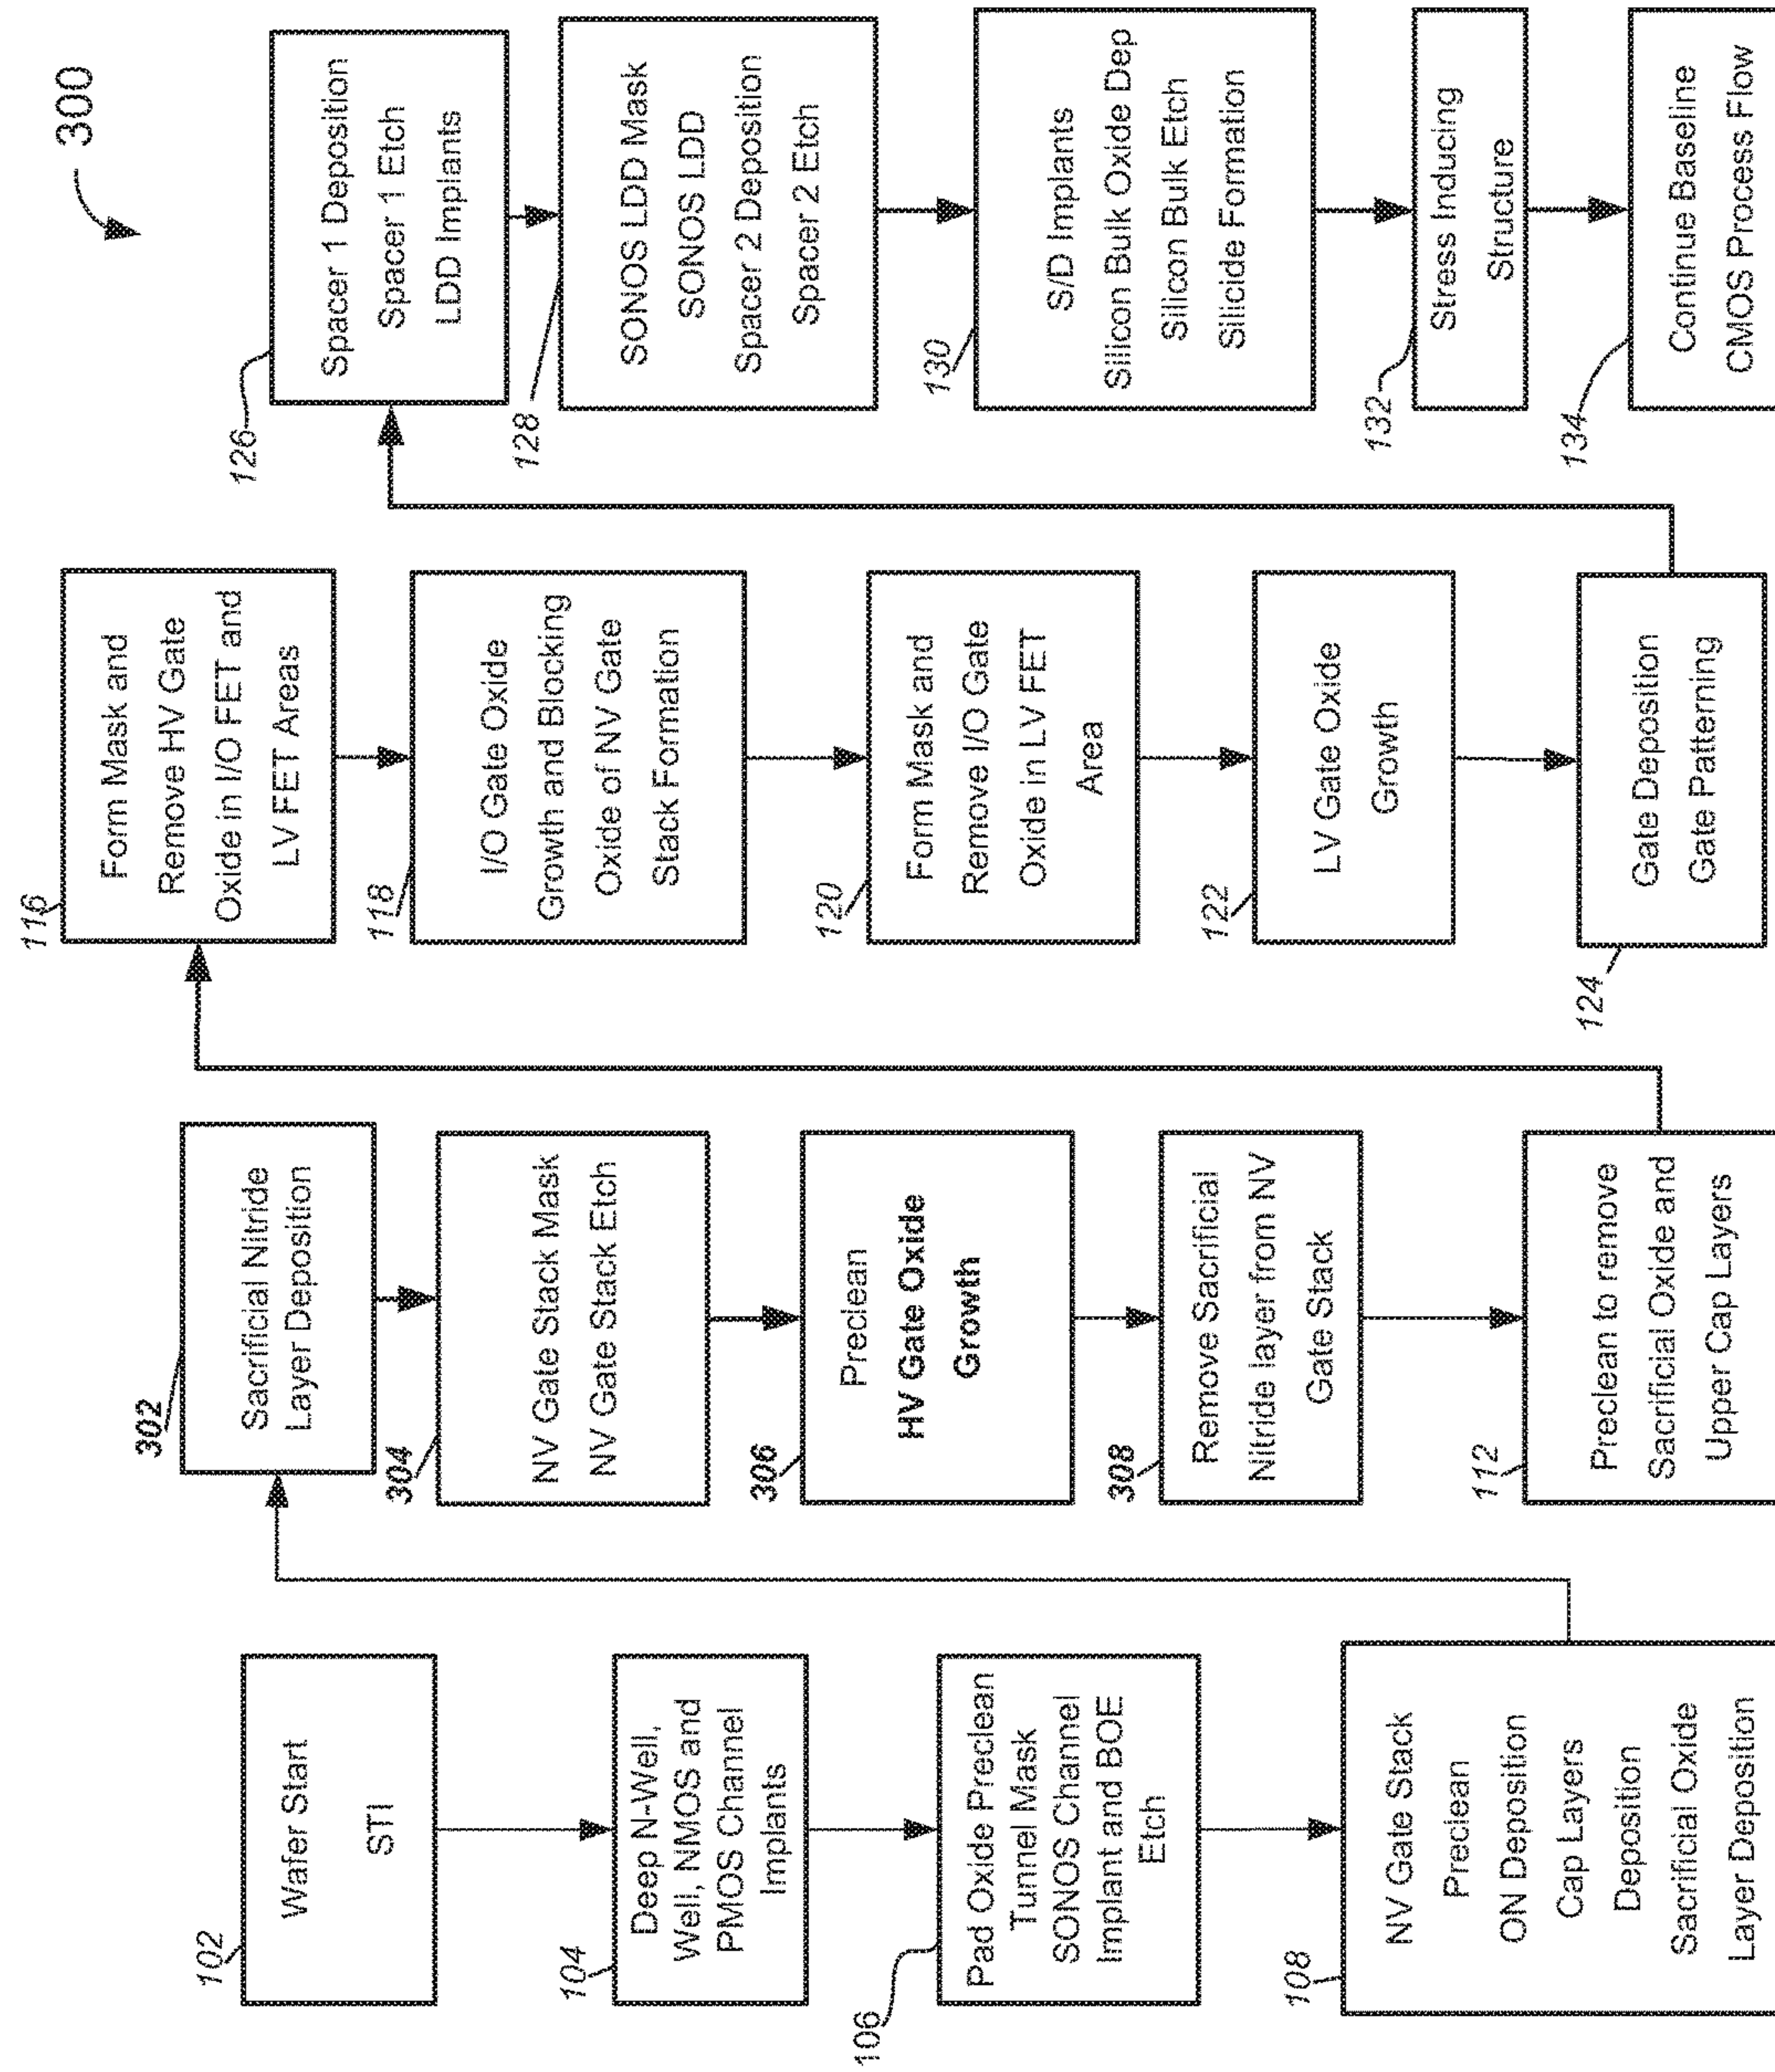 300
102
Wafer Start
STI
104
Deep N-Well,
Well, NMOS and
PMOS Channel
Implants
106
Pad Oxide Preclean
Tunnel Mask
SONOS Channel
Implant and BOE
Etch
108
NV Gate Stack
Preclean
ON Deposition
Cap Layers
Deposition
Sacrificial Oxide
Layer Deposition
302
Sacrificial Nitride
Layer Deposition
304
NV Gate Stack Mask
NV Gate Stack Etch
306
Preclean
HV Gate Oxide
Growth
308
Remove Sacrificial
Nitride layer from NV
Gate Stack
112
Preclean to remove
Sacrificial Oxide and
Upper Cap Layers
116
Form Mask and
Remove HV Gate
Oxide in I/O FET and
LV FET Areas
118
I/O Gate Oxide
Growth and Blocking
Oxide of NV Gate
Stack Formation
120
Form Mask and
Remove I/O Gate
Oxide in LV FET
Area
122
LV Gate Oxide
Growth
124
Gate Deposition
Gate Patterning
126
Spacer 1 Deposition
Spacer 1 Etch
LDD Implants
128
SONOS LDD Mask
SONOS LDD
Spacer 2 Deposition
Spacer 2 Etch
130
S/D Implants
Silicon Bulk Oxide Dep
Silicon Bulk Etch
Silicide Formation
132
Stress Inducing
Structure
134
Continue Baseline
CMOS Process Flow